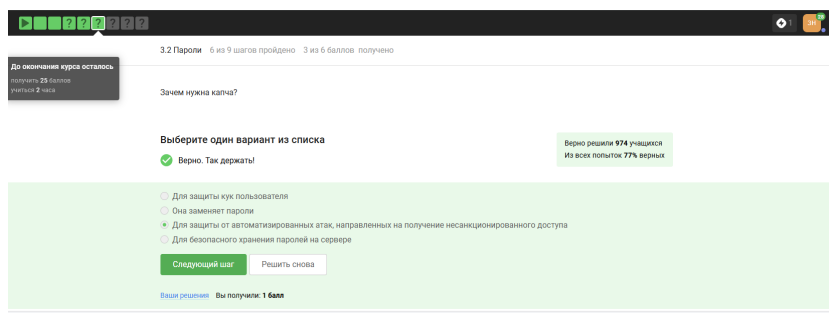 1
ЗН
3.2 Пароли 6 из 9 шагов пройдено 3 из 6 баллов получено
До окончания курса осталось
получить 25 баллов
учиться 2 часа
Зачем нужна капча?
Выберите один вариант из списка
Верно. Так держать!
Верно решили 974 учащихся
Из всех попыток 77% верных
Для защиты кук пользователя
Она заменяет пароли
Для защиты от автоматизированных атак, направленных на получение несанкционированного доступа
Для безопасного хранения паролей на сервере
Следующий шаг Решить снова
Ваши решения Вы получили: 1 балл